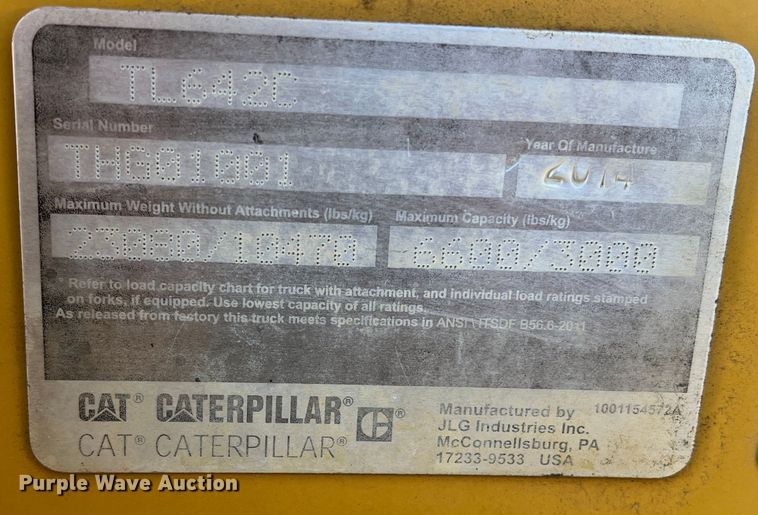 Model
TL642C
Serial Number
THG01001
Year Of Manufacture
2014
Maximum Weight Without Attachments (lbs/kg)
23080/10470
Maximum Capacity (lbs/kg)
6600/3000
* Refer to load capacity chart for truck with attachment, and individual load ratings stamped
on forks, if equipped. Use lowest capacity of all ratings.
As released from factory this truck meets specifications in ANSI \ ITSDF B56.6-2011
CAT® CATERPILLAR® ®
CAT® CATERPILLAR®
Manufactured by 1001154572A
JLG Industries Inc.
McConnellsburg, PA
17233-9533 USA
Purple Wave Auction